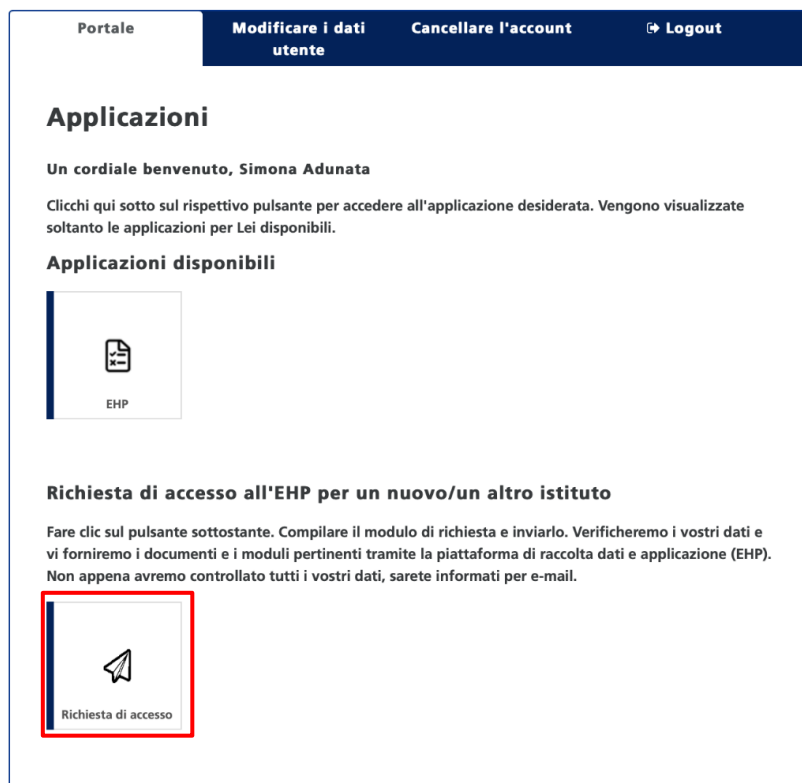 Portale
Modificare i dati
utente
Cancellare l'account
Logout
Applicazioni
Un cordiale benvenuto, Simona Adunata
Clicchi qui sotto sul rispettivo pulsante per accedere all'applicazione desiderata. Vengono visualizzate
soltanto le applicazioni per Lei disponibili.
Applicazioni disponibili
EHP
Richiesta di accesso all'EHP per un nuovo/un altro istituto
Fare clic sul pulsante sottostante. Compilare il modulo di richiesta e inviarlo. Verificheremo i vostri dati e
vi forniremo i documenti e i moduli pertinenti tramite la piattaforma di raccolta dati e applicazione (EHP).
Non appena avremo controllato tutti i vostri dati, sarete informati per e-mail.
Richiesta di accesso